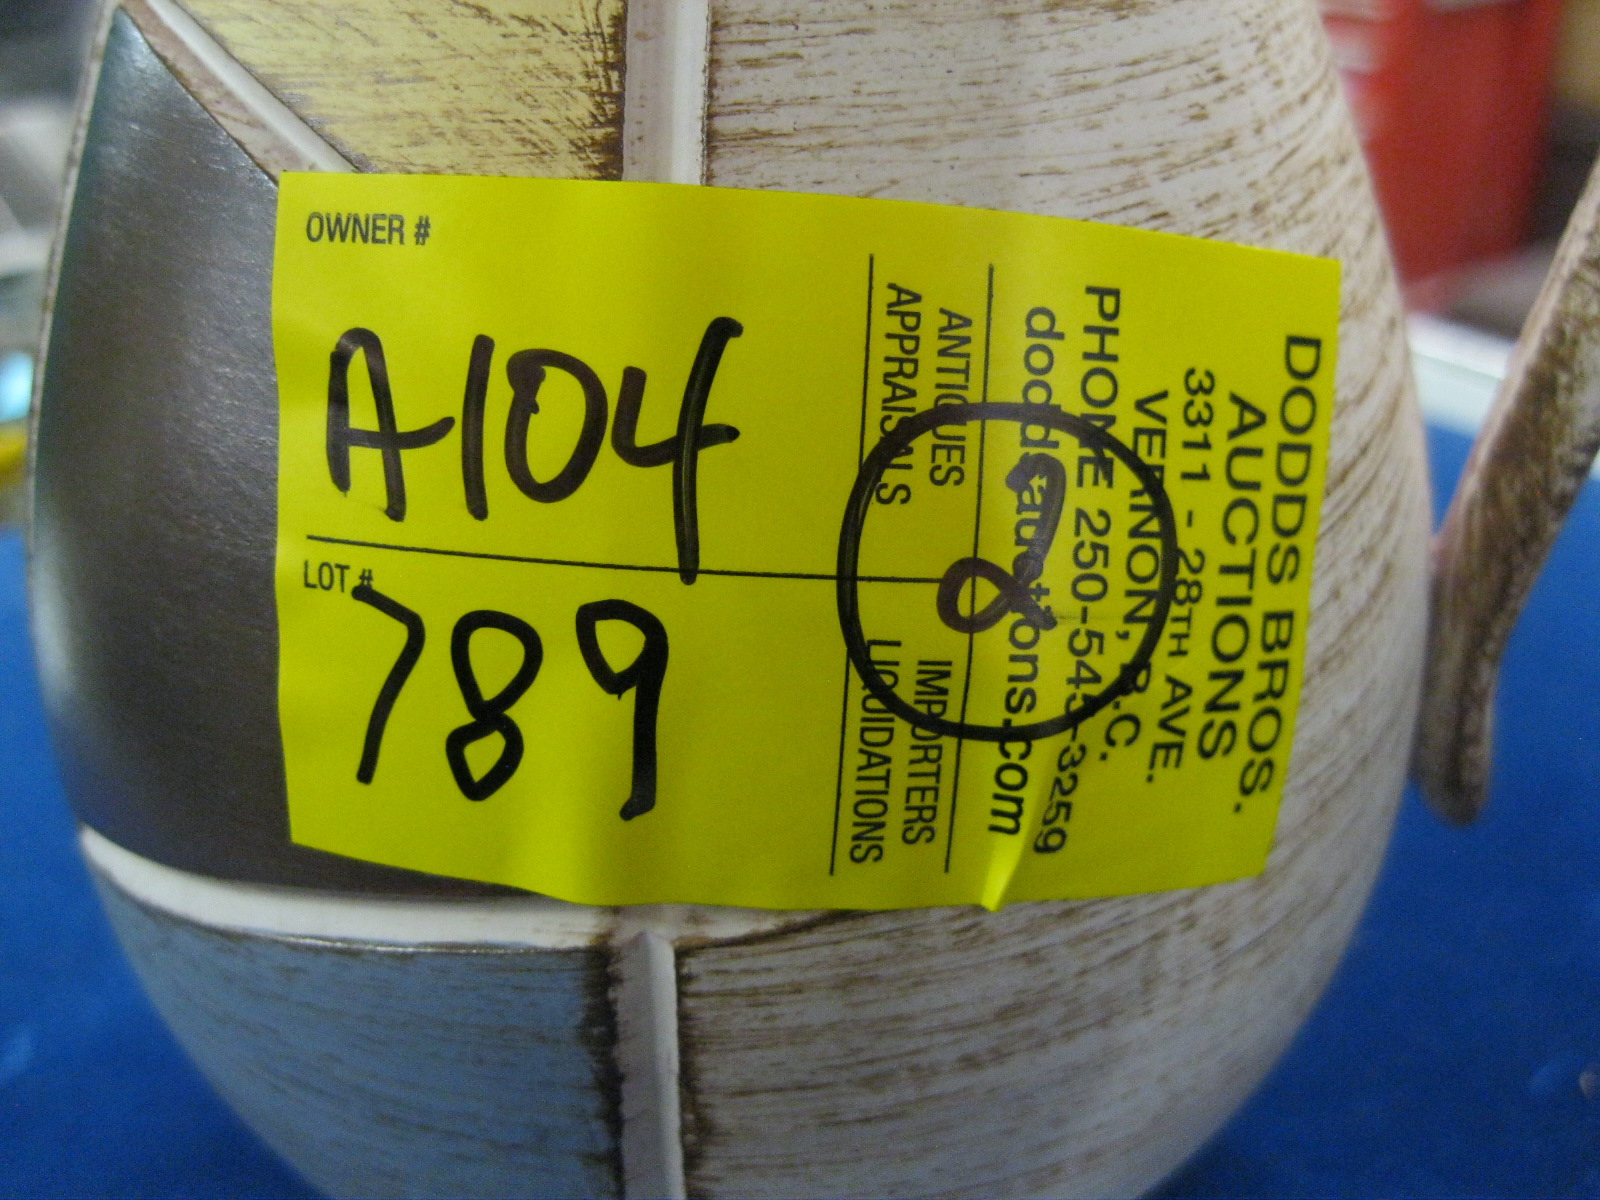 OWNER #
A104
LOT #
789
8
DODDS BROS.
AUCTIONS
3311 - 28TH AVE.
VERNON, B.C.
PHONE 250-545-3259
doddsauctions.com
ANTIQUES IMPORTERS
APPRAISALS LIQUIDATIONS